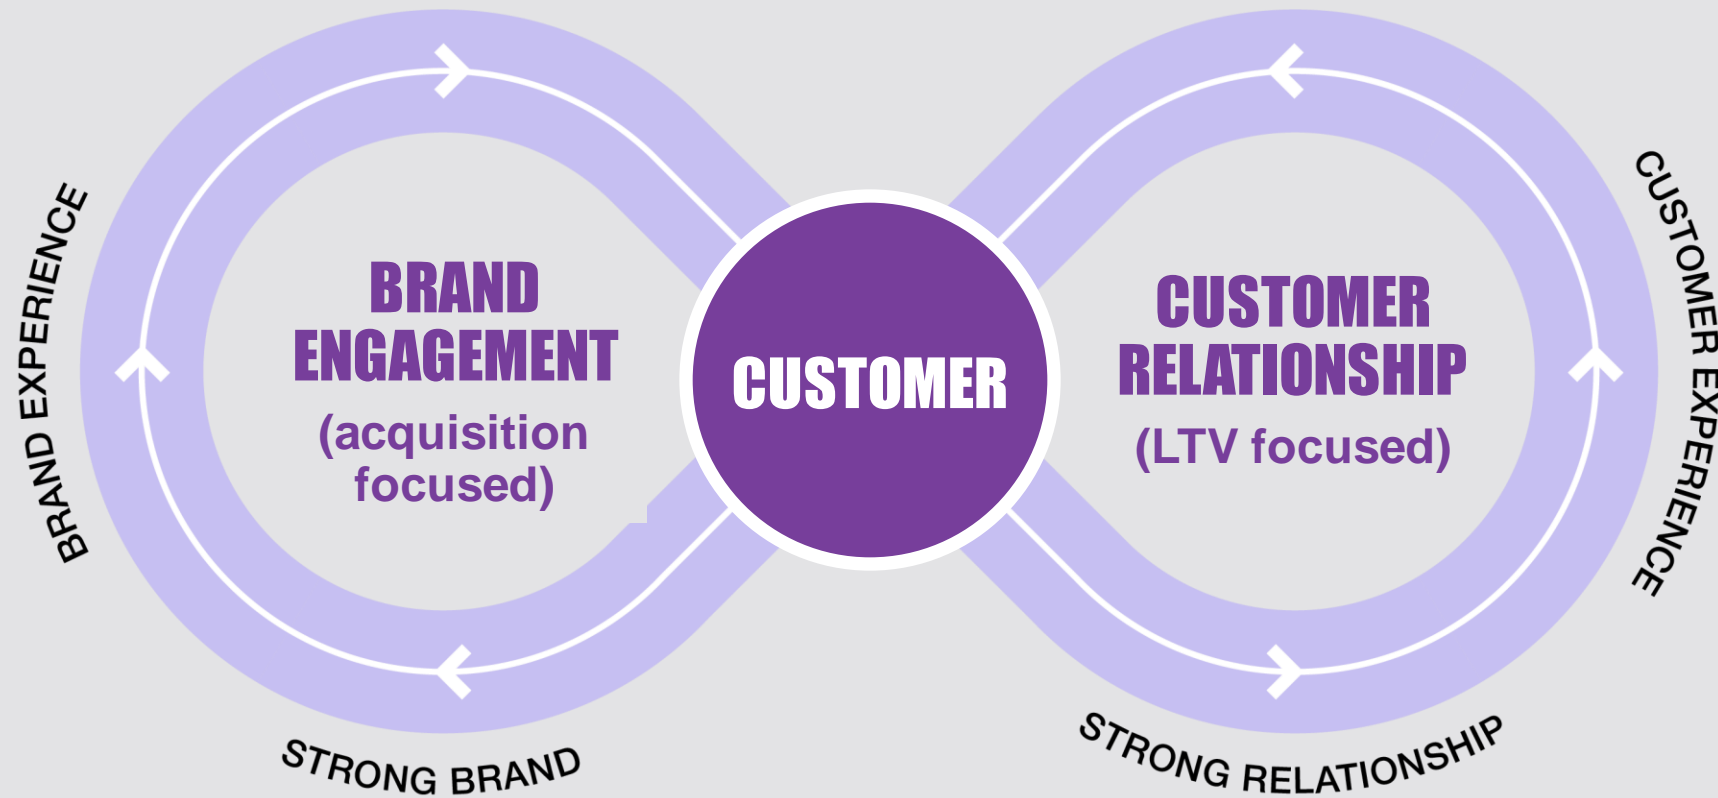 BRAND EXPERIENCE
BRAND
ENGAGEMENT
(acquisition
focused)
STRONG BRAND
CUSTOMER
CUSTOMER
RELATIONSHIP
(LTV focused)
CUSTOMER EXPERIENCE
STRONG RELATIONSHIP